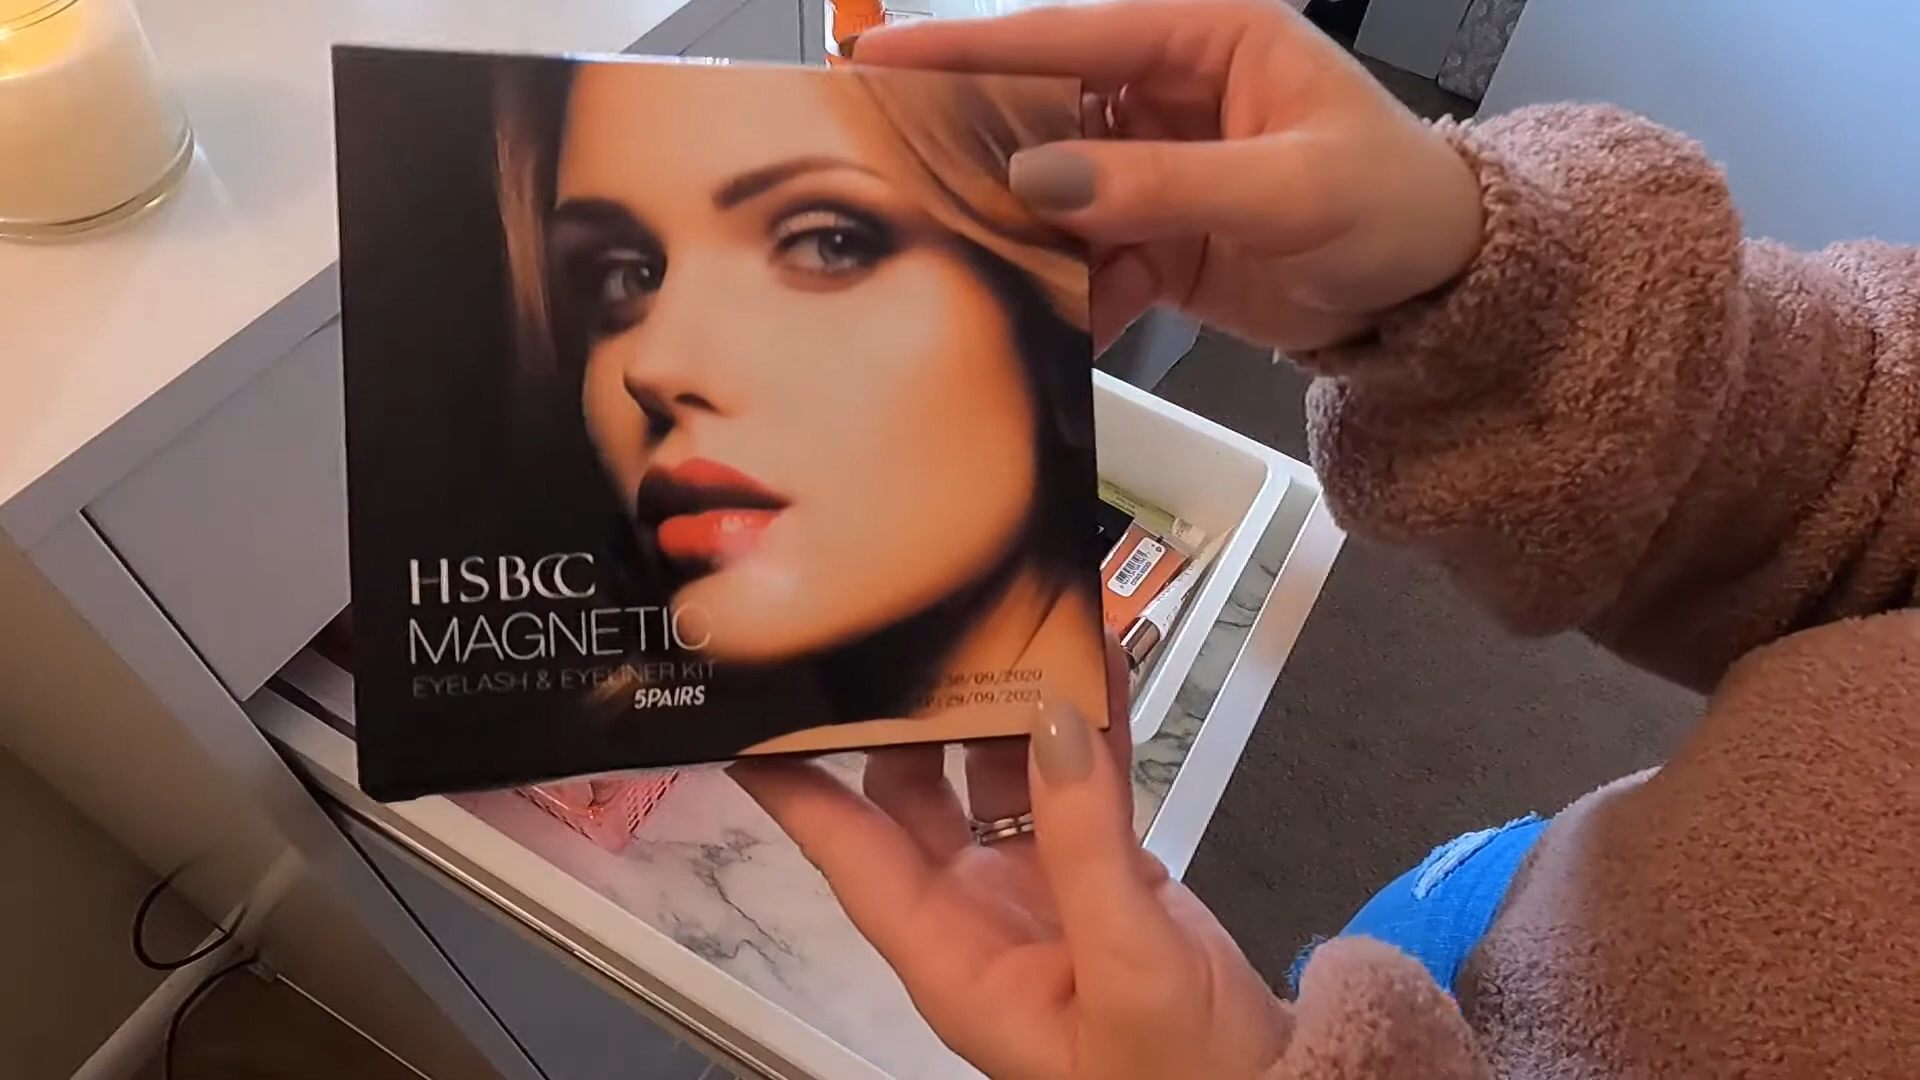 HSBCC
MAGNETIC
EYELASH & EYELINER KIT
5PAIRS
30/09/2020
29/09/2023